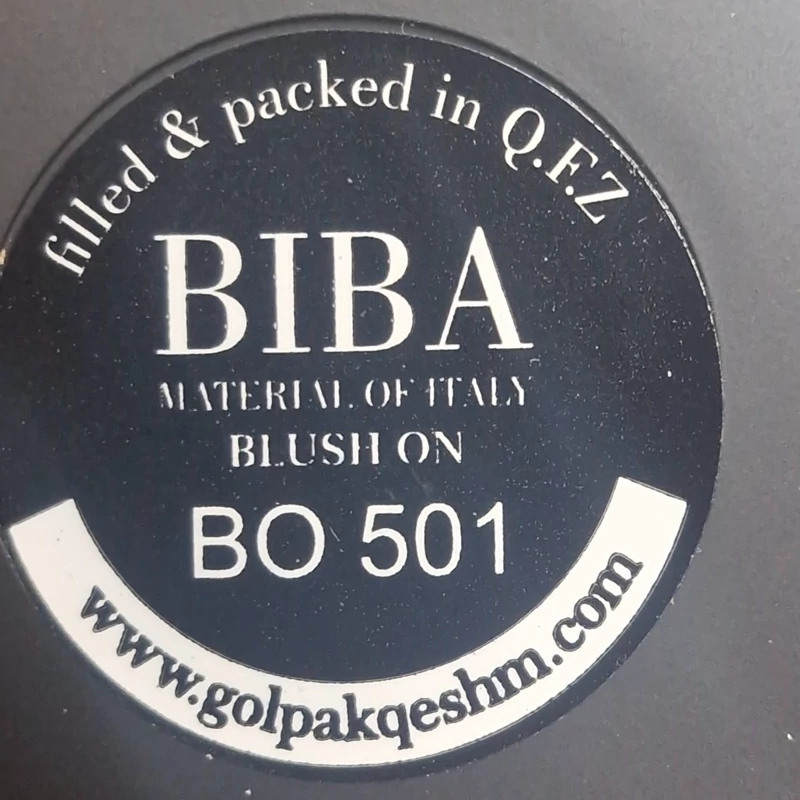 filled & packed in Q.F.Z
BIBA
MATERIAL OF ITALY
BLUSH ON
BO 501
www.golpakqeshm.com